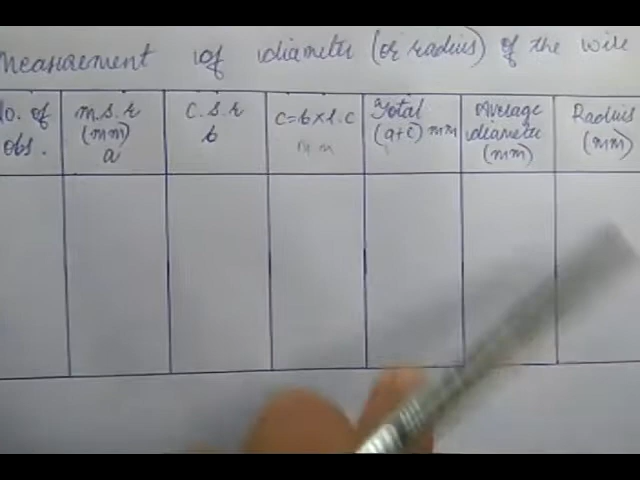 Measurement of diameter (or radius) of the wire
No. of obs.
m.s.r (mm) a
c.s.r b
c=b×l.c mm
Total (a+c) mm
Average diameter (mm)
Radius (mm)